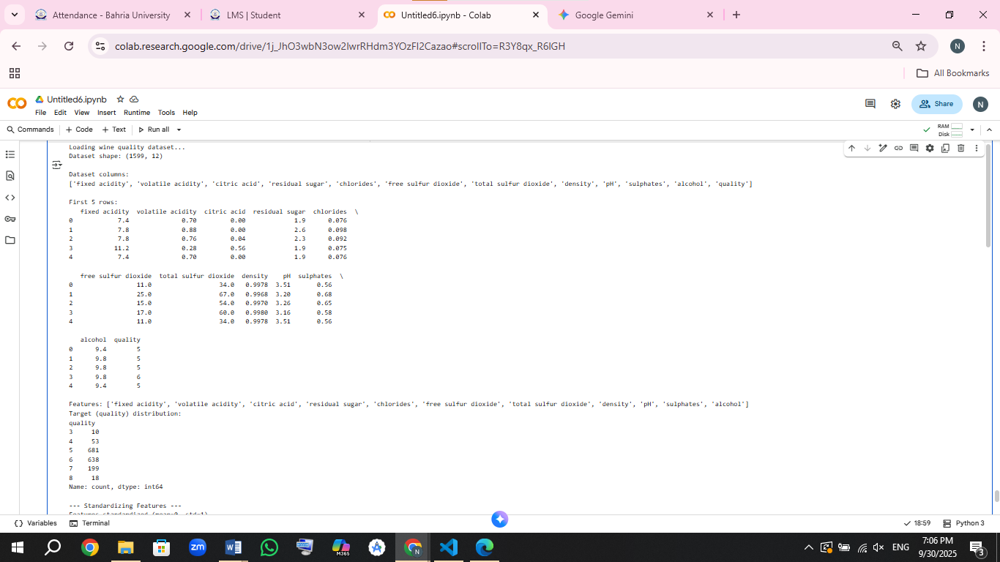 Attendance - Bahria University
LMS | Student
Untitled6.ipynb - Colab
Google Gemini
colab.research.google.com/drive/1j_JhO3wbN3ow2IwrRHdm3YOzFI2Cazao#scrollTo=R3Y8qx_R6IGH
N
All Bookmarks
Untitled6.ipynb
File Edit View Insert Runtime Tools Help
Share
N
Commands + Code + Text Run all
RAM
Disk
Loading wine quality dataset...
Dataset shape: (1599, 12)
Dataset columns:
['fixed acidity', 'volatile acidity', 'citric acid', 'residual sugar', 'chlorides', 'free sulfur dioxide', 'total sulfur dioxide', 'density', 'pH', 'sulphates', 'alcohol', 'quality']
First 5 rows:
fixed acidity volatile acidity citric acid residual sugar chlorides \
0 7.4 0.70 0.00 1.9 0.076
1 7.8 0.88 0.00 2.6 0.098
2 7.8 0.76 0.04 2.3 0.092
3 11.2 0.28 0.56 1.9 0.075
4 7.4 0.70 0.00 1.9 0.076
free sulfur dioxide total sulfur dioxide density pH sulphates \
0 11.0 34.0 0.9978 3.51 0.56
1 25.0 67.0 0.9968 3.20 0.68
2 15.0 54.0 0.9970 3.26 0.65
3 17.0 60.0 0.9980 3.16 0.58
4 11.0 34.0 0.9978 3.51 0.56
alcohol quality
0 9.4 5
1 9.8 5
2 9.8 5
3 9.8 6
4 9.4 5
Features: ['fixed acidity', 'volatile acidity', 'citric acid', 'residual sugar', 'chlorides', 'free sulfur dioxide', 'total sulfur dioxide', 'density', 'pH', 'sulphates', 'alcohol']
Target (quality) distribution:
quality
3 10
4 53
5 681
6 638
7 199
8 18
Name: count, dtype: int64
--- Standardizing Features ---
Features standardized (mean=0, std=1)
Variables Terminal
18:59 Python 3
zm
M365
N
ENG
7:06 PM
9/30/2025
3